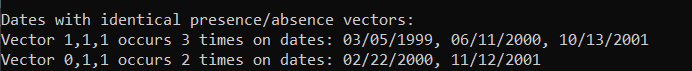 Dates with identical presence/absence vectors:
Vector 1,1,1 occurs 3 times on dates: 03/05/1999, 06/11/2000, 10/13/2001
Vector 0,1,1 occurs 2 times on dates: 02/22/2000, 11/12/2001